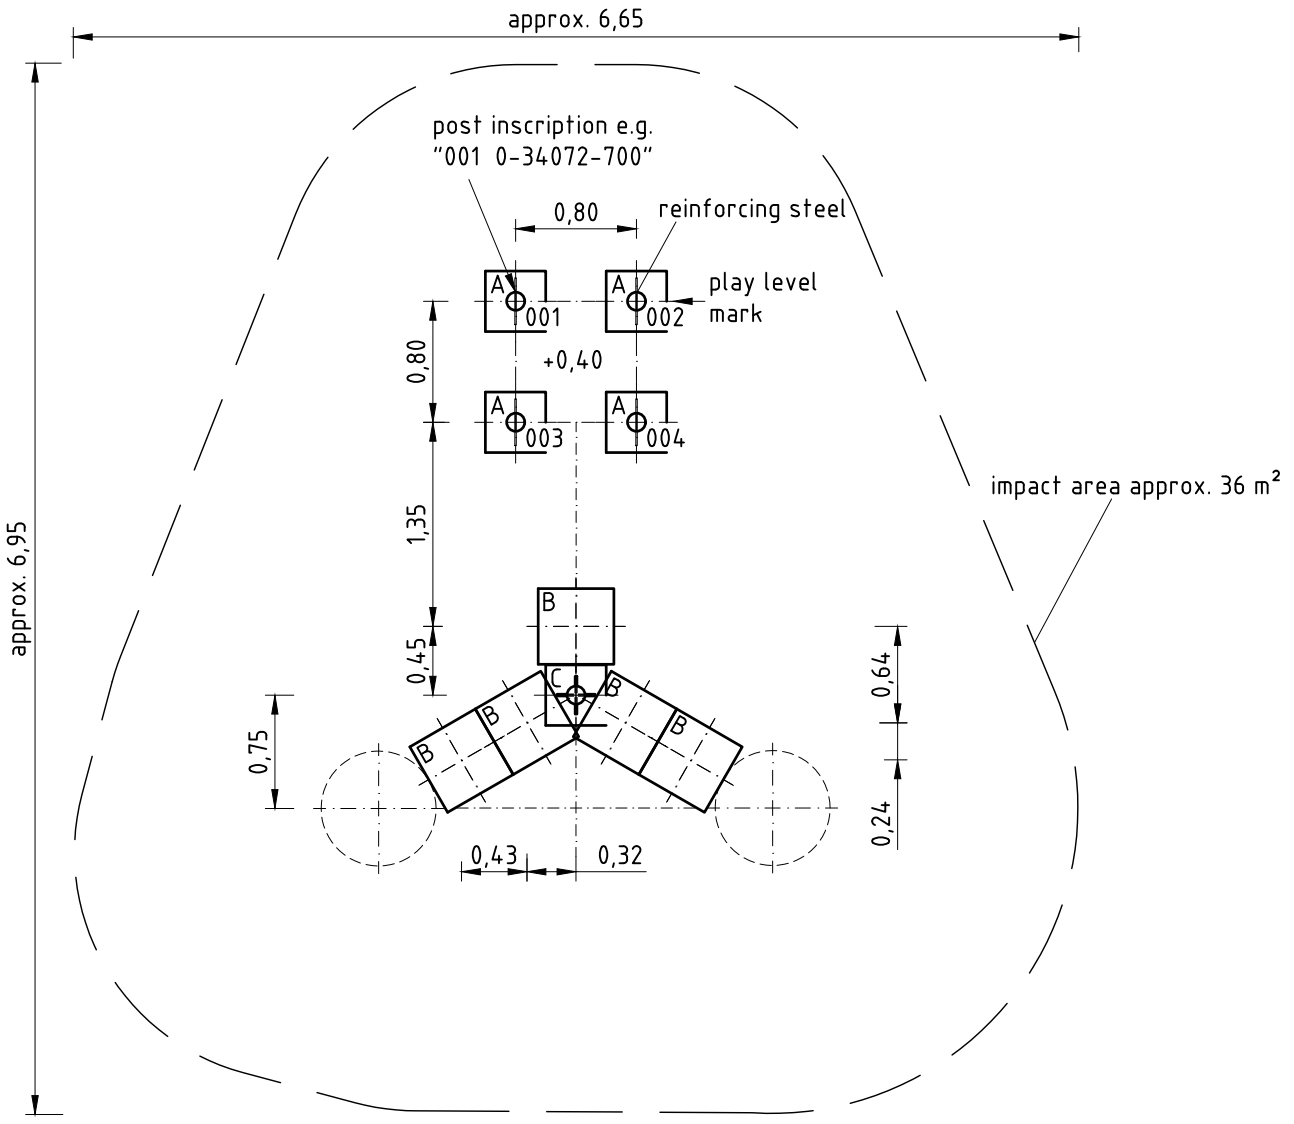 approx. 6,65
post inscription e.g.
"001 0-34072-700"
0,80
reinforcing steel
A
A
play level
mark
001
002
0,80
+0,40
A
A
003
004
impact area approx. 36 m²
1,35
approx. 6,95
B
0,45
C
B
0,64
B
B
B
0,75
0,24
0,43
0,32